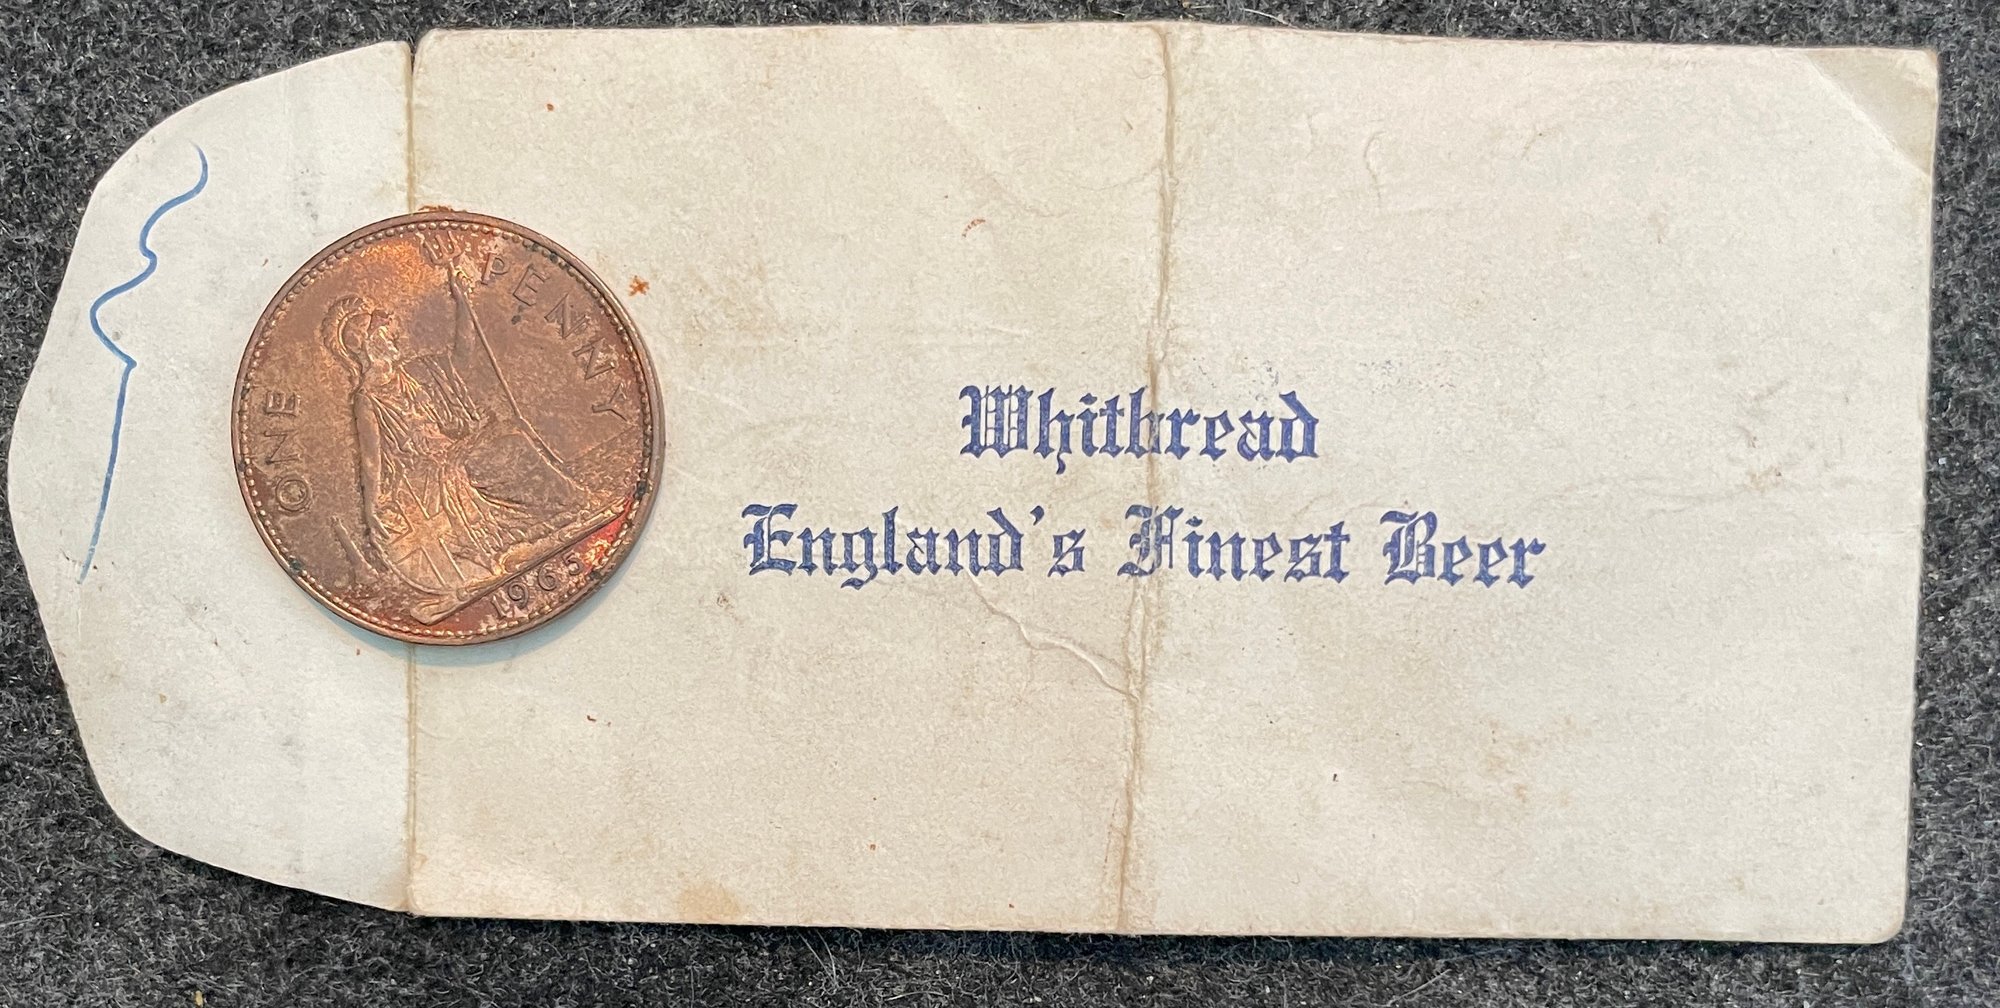 ONE PENNY
1965
Whitbread
England's Finest Beer